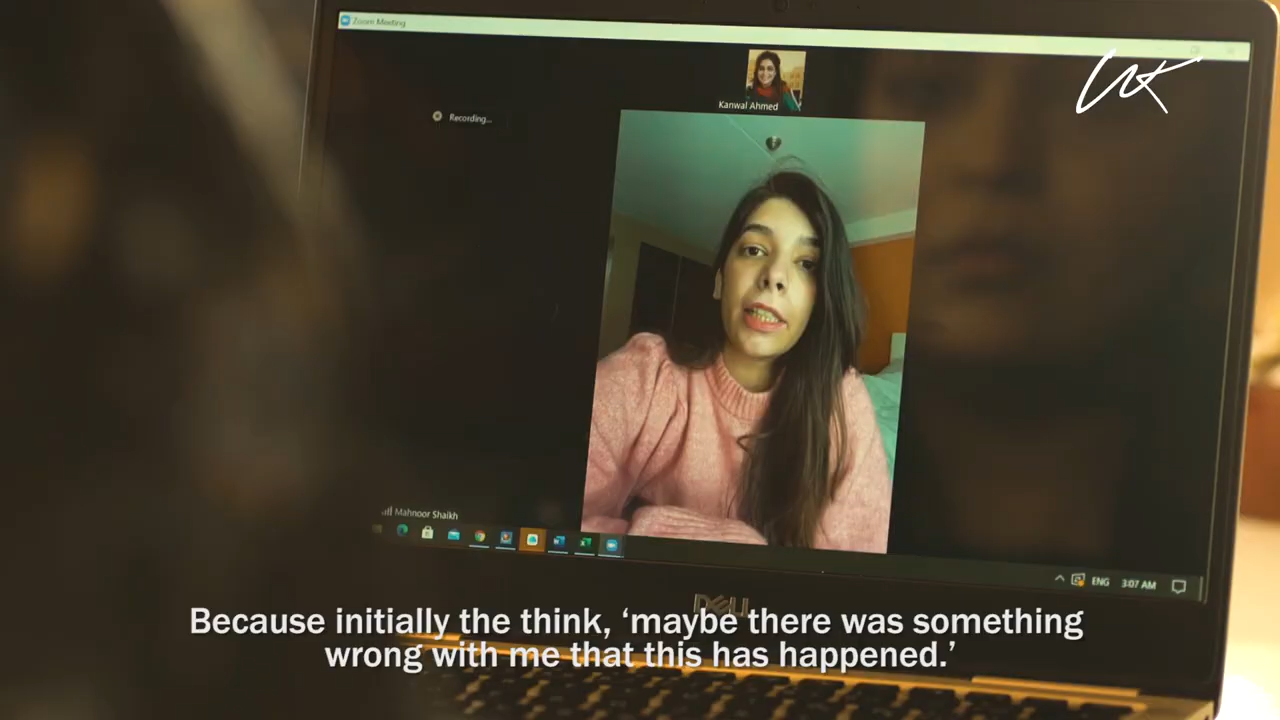 Zoom Meeting
Kanwal Ahmed
Recording...
Mahnoor Shaikh
ENG 3:07 AM
DELL
Because initially the think, ‘maybe there was something
wrong with me that this has happened.’